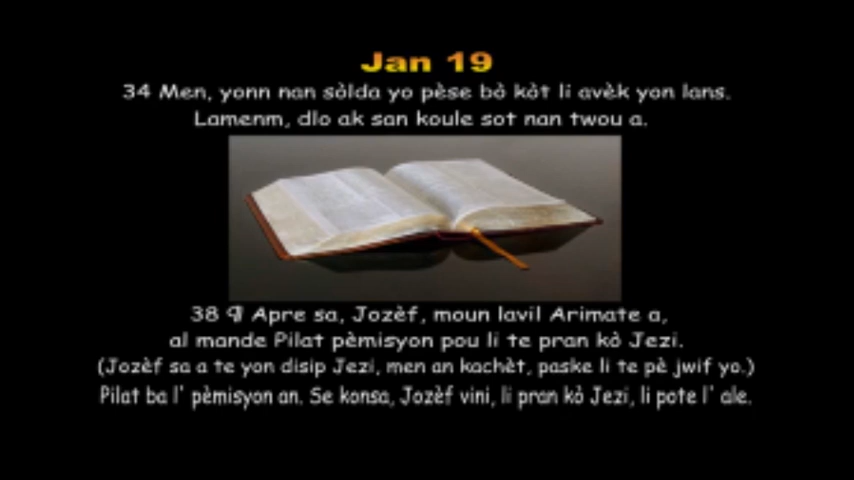 Jan 19
34 Men, yonn nan sòlda yo pèse bò kòt li avèk yon lans.
Lamenm, dlo ak san koule sot nan twou a.
38 ¶ Apre sa, Jozèf, moun lavil Arimate a,
al mande Pilat pèmisyon pou li te pran kò Jezi.
(Jozèf sa a te yon disip Jezi, men an kachèt, paske li te pè jwif yo.)
Pilat ba l' pèmisyon an. Se konsa, Jozèf vini, li pran kò Jezi, li pote l' ale.